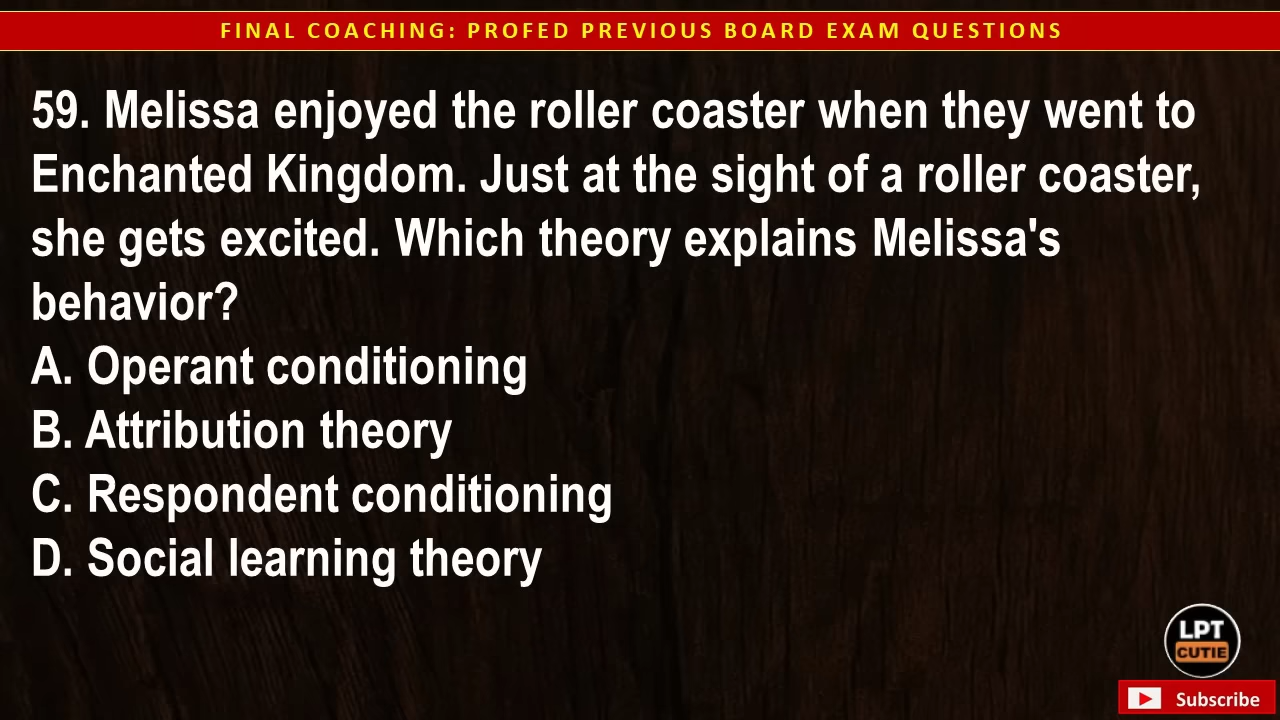 FINAL COACHING: PROFED PREVIOUS BOARD EXAM QUESTIONS
59. Melissa enjoyed the roller coaster when they went to
Enchanted Kingdom. Just at the sight of a roller coaster,
she gets excited. Which theory explains Melissa's
behavior?
A. Operant conditioning
B. Attribution theory
C. Respondent conditioning
D. Social learning theory
LPT
CUTIE
Subscribe